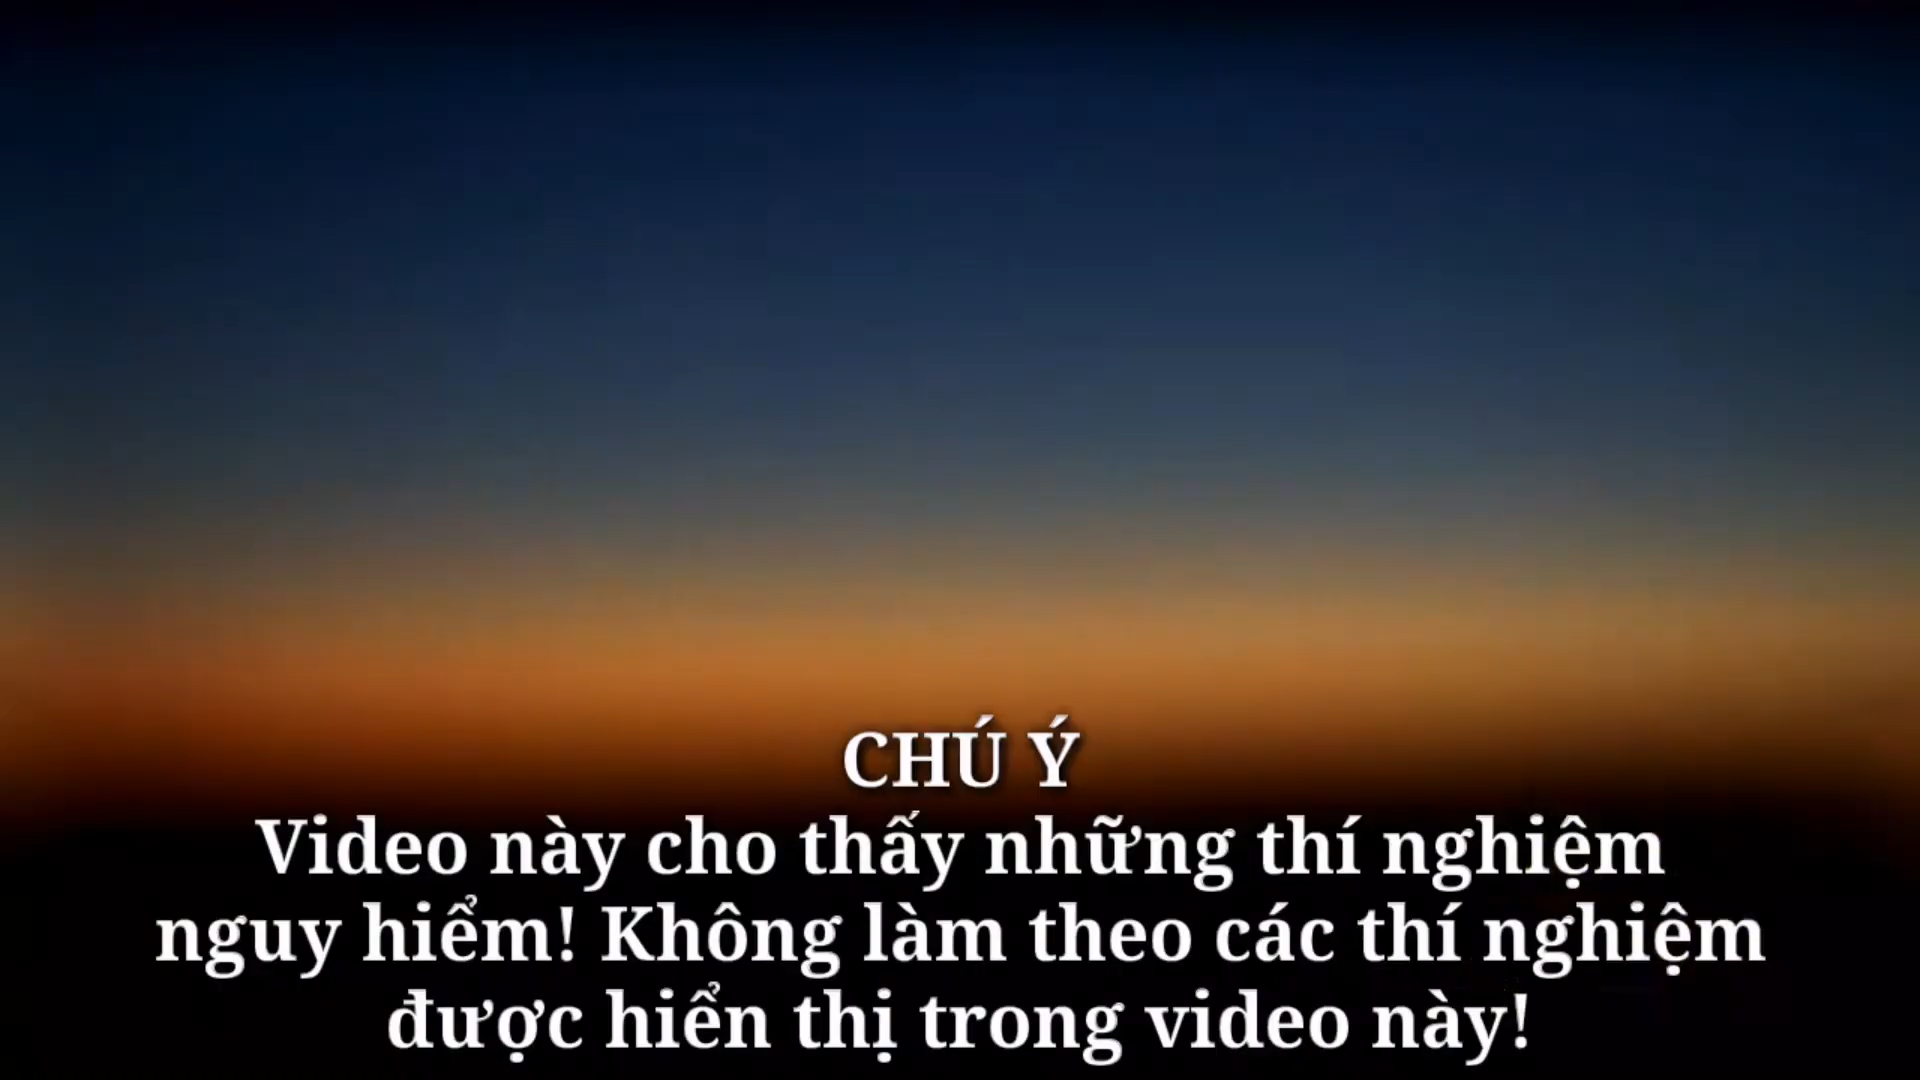 CHÚ Ý
Video này cho thấy những thí nghiệm
nguy hiểm! Không làm theo các thí nghiệm
được hiển thị trong video này!